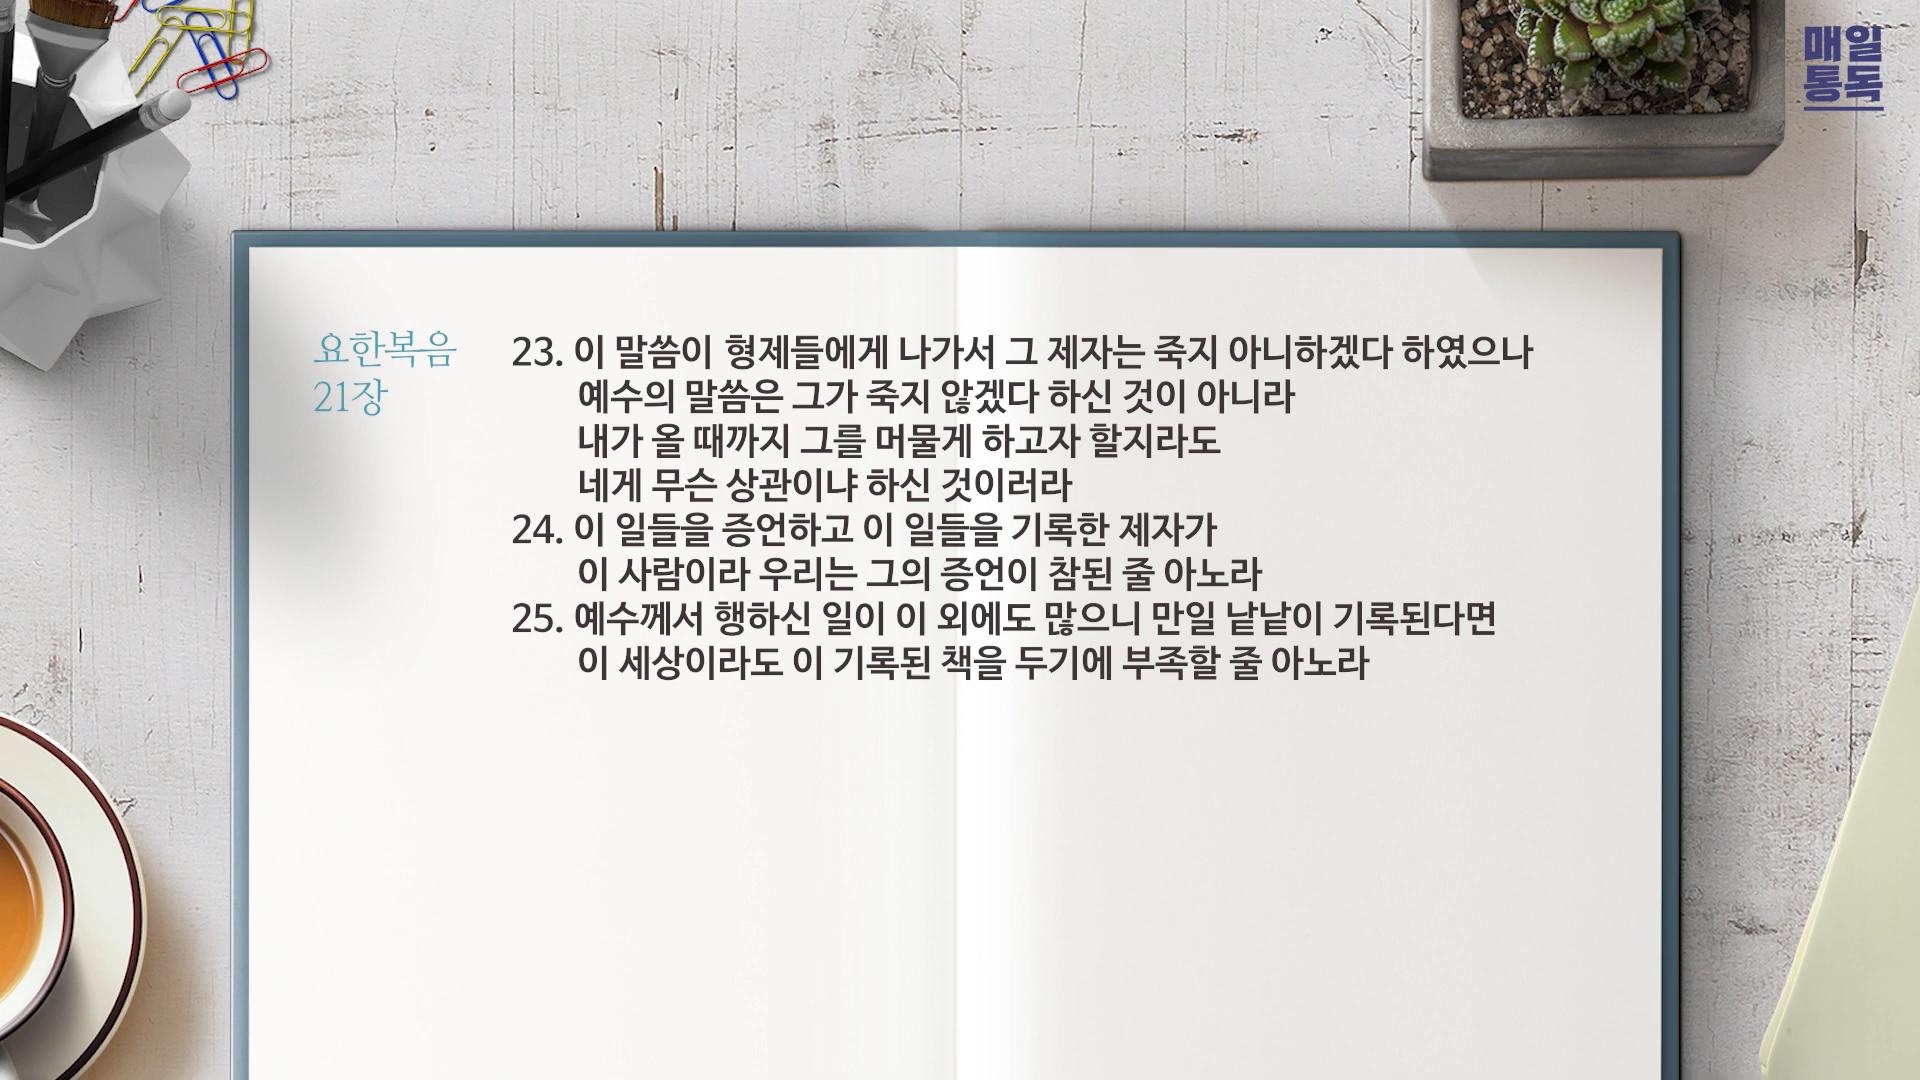 매일
통독
요한복음
21장
23. 이 말씀이 형제들에게 나가서 그 제자는 죽지 아니하겠다 하였으나
예수의 말씀은 그가 죽지 않겠다 하신 것이 아니라
내가 올 때까지 그를 머물게 하고자 할지라도
네게 무슨 상관이냐 하신 것이러라
24. 이 일들을 증언하고 이 일들을 기록한 제자가
이 사람이라 우리는 그의 증언이 참된 줄 아노라
25. 예수께서 행하신 일이 이 외에도 많으니 만일 낱낱이 기록된다면
이 세상이라도 이 기록된 책을 두기에 부족할 줄 아노라